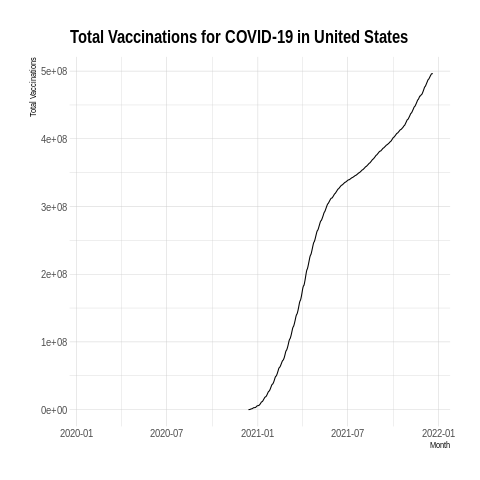 Total Vaccinations for COVID-19 in United States
Total Vaccinations
5e+08
4e+08
3e+08
2e+08
1e+08
0e+00
2020-01 2020-07 2021-01 2021-07 2022-01
Month